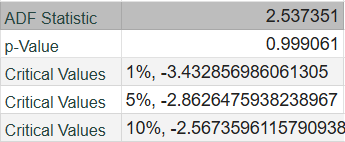 ADF Statistic 2.537351
p-Value 0.999061
Critical Values 1%, -3.432856986061305
Critical Values 5%, -2.8626475938238967
Critical Values 10%, -2.5673596115790938